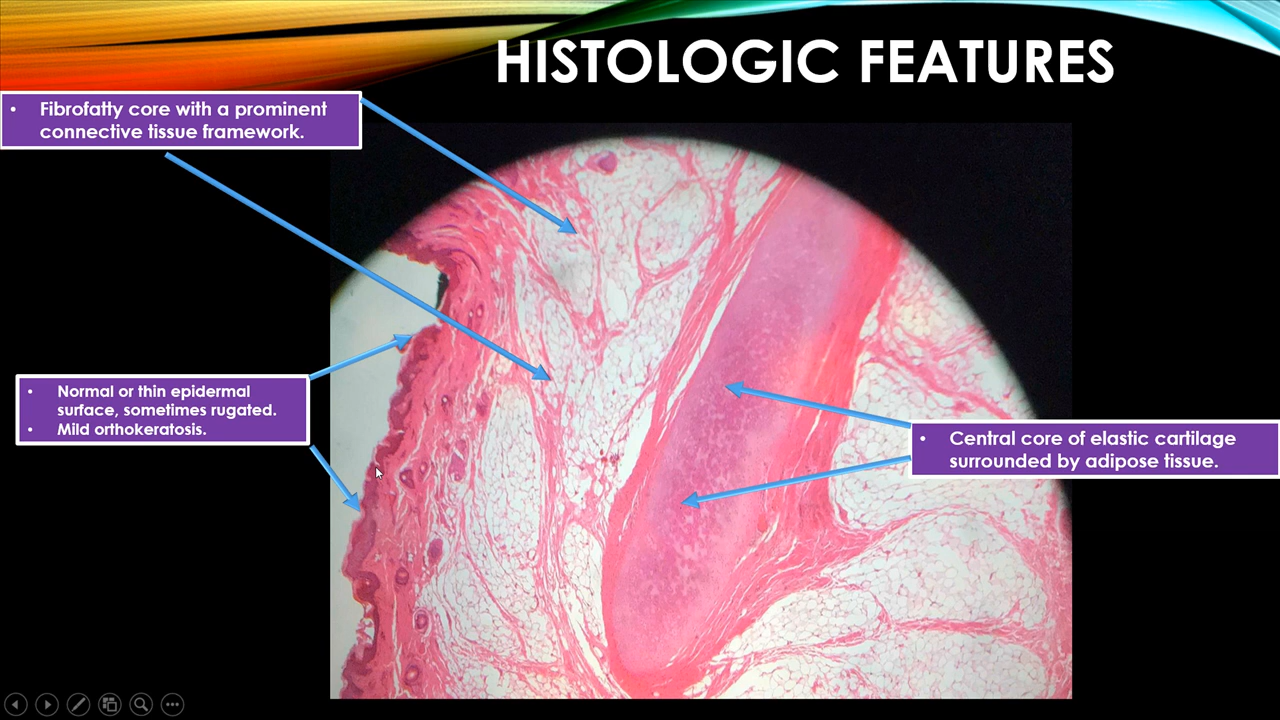 HISTOLOGIC FEATURES
• Fibrofatty core with a prominent
connective tissue framework.
• Normal or thin epidermal
surface, sometimes rugated.
• Mild orthokeratosis.
• Central core of elastic cartilage
surrounded by adipose tissue.